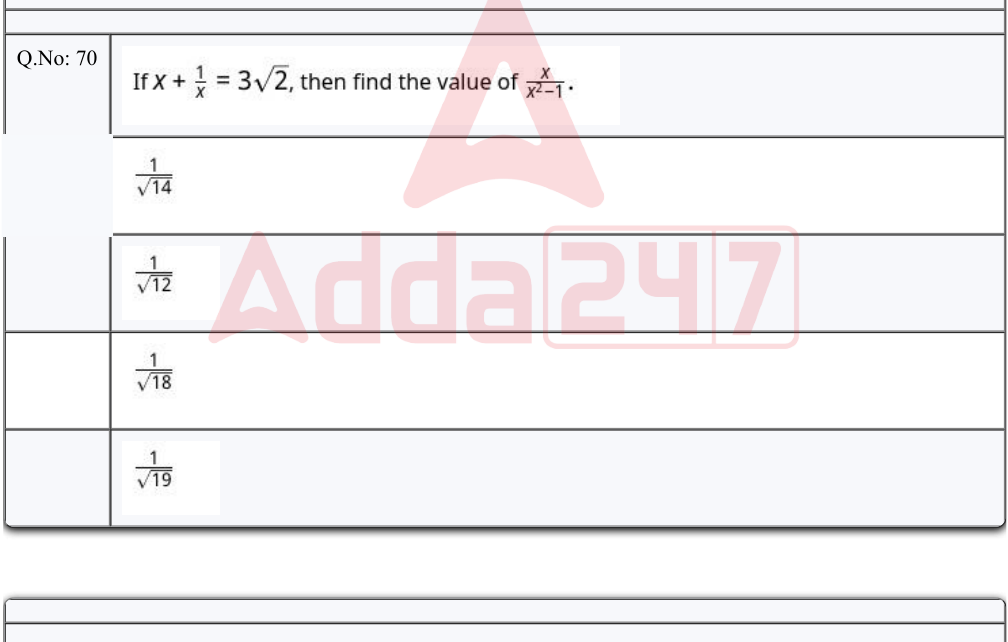 Q.No: 70
If x + 1/x = 3√2, then find the value of x/(x²−1).
1/√14
1/√12
Adda247
1/√18
1/√19